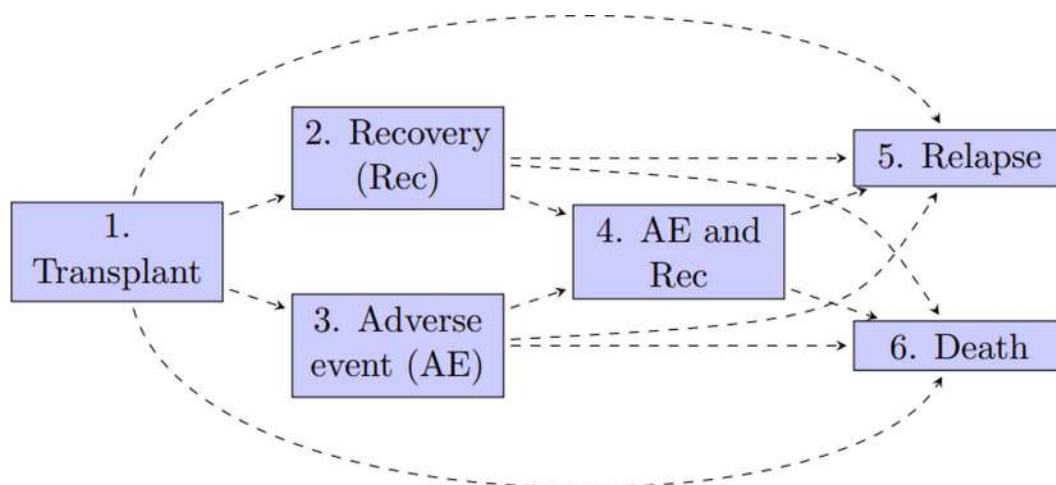 1.
Transplant
2. Recovery
(Rec)
3. Adverse
event (AE)
4. AE and
Rec
5. Relapse
6. Death